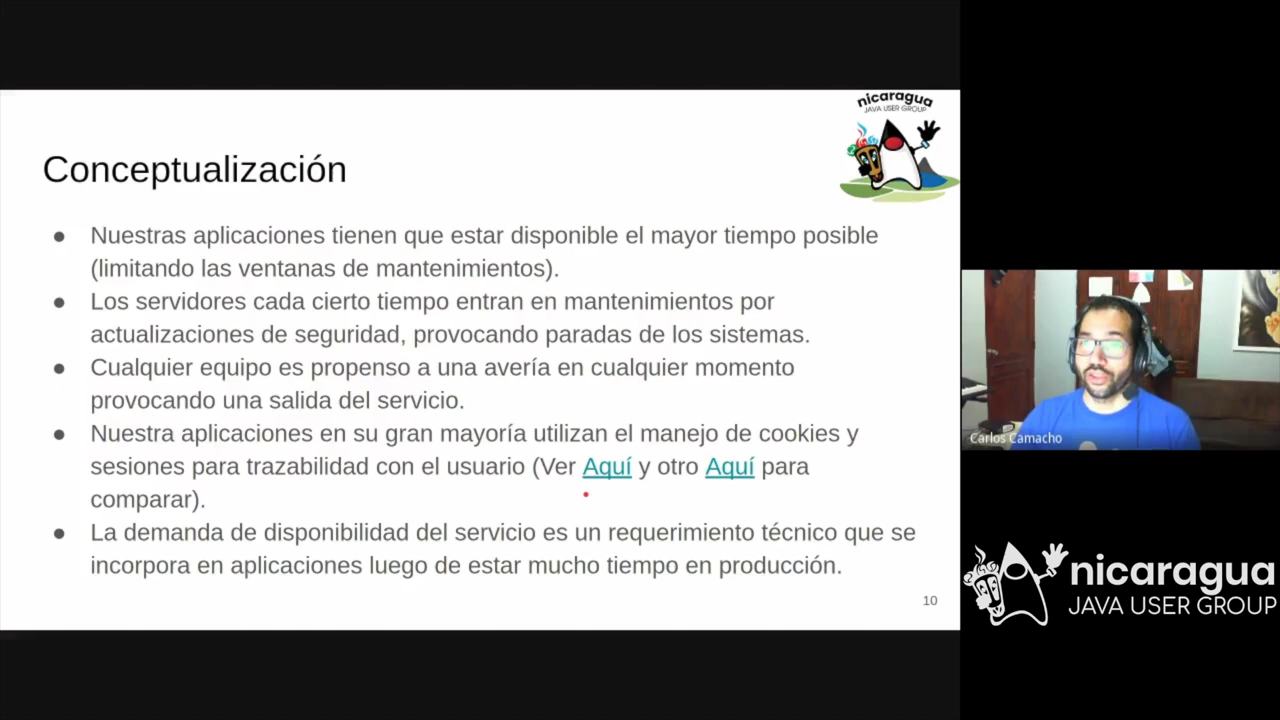 nicaragua
JAVA USER GROUP
Conceptualización
● Nuestras aplicaciones tienen que estar disponible el mayor tiempo posible
(limitando las ventanas de mantenimientos).
● Los servidores cada cierto tiempo entran en mantenimientos por
actualizaciones de seguridad, provocando paradas de los sistemas.
● Cualquier equipo es propenso a una avería en cualquier momento
provocando una salida del servicio.
● Nuestra aplicaciones en su gran mayoría utilizan el manejo de cookies y
sesiones para trazabilidad con el usuario (Ver Aquí y otro Aquí para
comparar).
● La demanda de disponibilidad del servicio es un requerimiento técnico que se
incorpora en aplicaciones luego de estar mucho tiempo en producción.
10
Carlos Camacho
nicaragua
JAVA USER GROUP